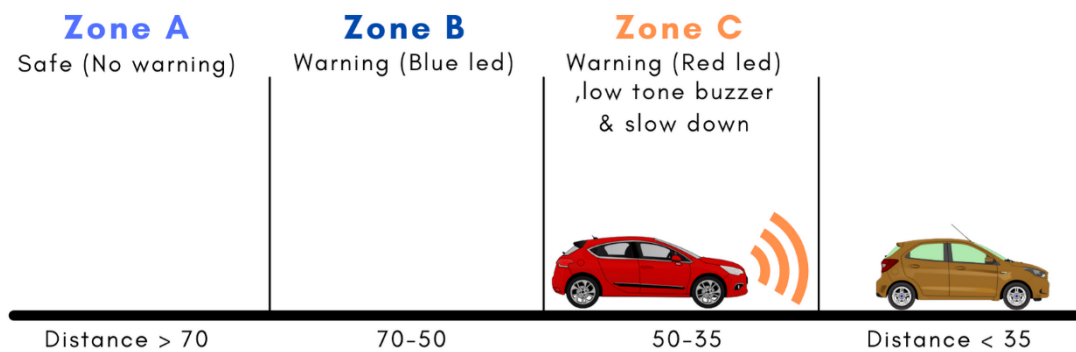 Zone A
Safe (No warning)
Zone B
Warning (Blue led)
Zone C
Warning (Red led)
,low tone buzzer
& slow down
Distance > 70
70-50
50-35
Distance < 35